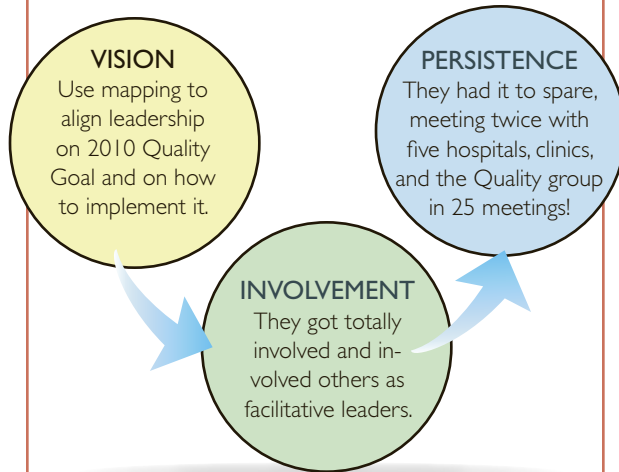 VISION
Use mapping to
align leadership
on 2010 Quality
Goal and on how
to implement it.
INVOLVEMENT
They got totally
involved and in-
volved others as
facilitative leaders.
PERSISTENCE
They had it to spare,
meeting twice with
five hospitals, clinics,
and the Quality group
in 25 meetings!